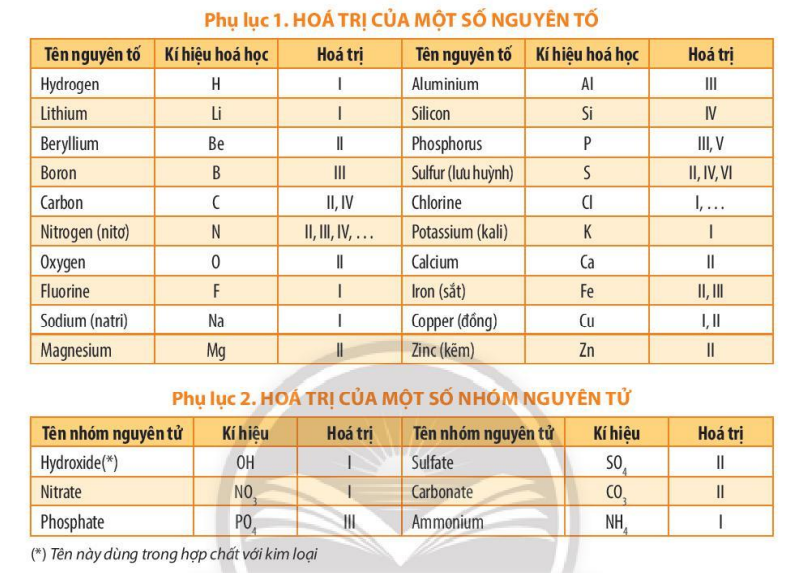 Phụ lục 1. HOÁ TRỊ CỦA MỘT SỐ NGUYÊN TỐ
Tên nguyên tố Kí hiệu hoá học Hoá trị Tên nguyên tố Kí hiệu hoá học Hoá trị
Hydrogen H I Aluminium Al III
Lithium Li I Silicon Si IV
Beryllium Be II Phosphorus P III, V
Boron B III Sulfur (lưu huỳnh) S II, IV, VI
Carbon C II, IV Chlorine Cl I, . . .
Nitrogen (nitơ) N II, III, IV, . . . Potassium (kali) K I
Oxygen O II Calcium Ca II
Fluorine F I Iron (sắt) Fe II, III
Sodium (natri) Na I Copper (đồng) Cu I, II
Magnesium Mg II Zinc (kẽm) Zn II
Phụ lục 2. HOÁ TRỊ CỦA MỘT SỐ NHÓM NGUYÊN TỬ
Tên nhóm nguyên tử Kí hiệu Hoá trị Tên nhóm nguyên tử Kí hiệu Hoá trị
Hydroxide(*) OH I Sulfate SO₄ II
Nitrate NO₃ I Carbonate CO₃ II
Phosphate PO₄ III Ammonium NH₄ I
(*) Tên này dùng trong hợp chất với kim loại